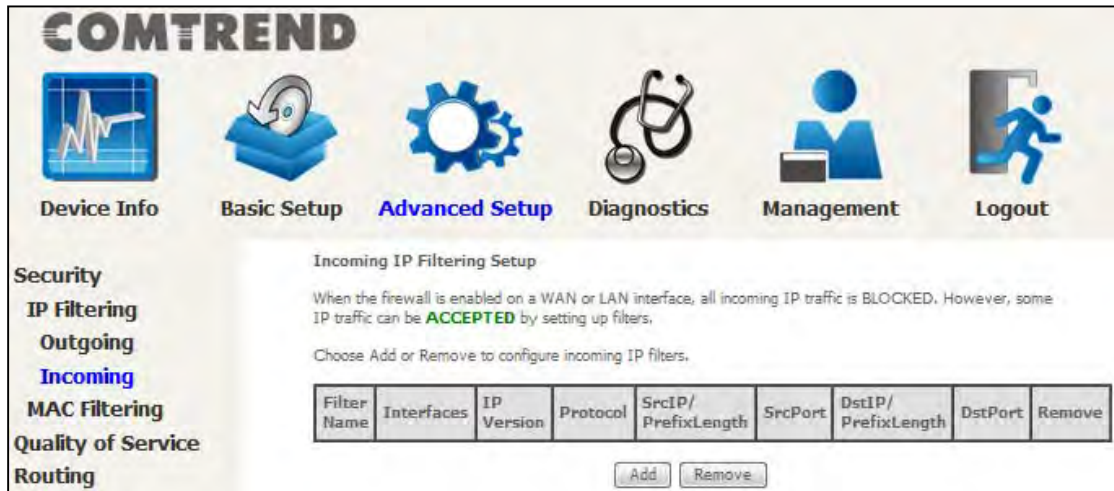 COMTREND
Device Info Basic Setup Advanced Setup Diagnostics Management Logout
Security
IP Filtering
Outgoing
Incoming
MAC Filtering
Quality of Service
Routing
Incoming IP Filtering Setup
When the firewall is enabled on a WAN or LAN interface, all incoming IP traffic is BLOCKED. However, some
IP traffic can be ACCEPTED by setting up filters.
Choose Add or Remove to configure incoming IP filters.
Filter Name Interfaces IP Version Protocol SrcIP/ PrefixLength SrcPort DstIP/ PrefixLength DstPort Remove
Add Remove